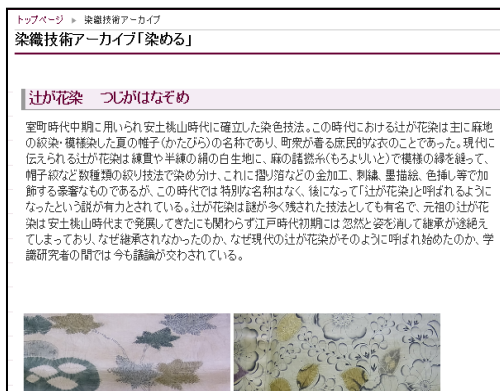 トップページ ▶ 染織技術アーカイブ
染織技術アーカイブ「染める」
辻が花染　つじがはなぞめ
室町時代中期に用いられ安土桃山時代に確立した染色技法。この時代における辻が花染は主に麻地
の絞染・模様染した夏の帷子（かたびら）の名称であり、町衆が着る庶民的な衣のことであった。現代に
伝えられる辻が花染は練貫や半練の絹の白生地に、麻の諸撚糸（もろよりいと）で模様の縁を縫って、
帽子絞など数種類の絞り技法で染め分け、これに摺り箔などの金加工、刺繍、墨描絵、色挿し等で加
飾する豪奢なものであるが、この時代では特別な名称はなく、後になって「辻が花染」と呼ばれるように
なったという説が有力とされている。辻が花染は謎が多く残された技法としても有名で、元祖の辻が花
染は安土桃山時代まで発展してきたにも関わらず江戸時代初期には忽然と姿を消して継承が途絶え
てしまっており、なぜ継承されなかったのか、なぜ現代の辻が花染がそのように呼ばれ始めたのか、学
識研究者の間では今も議論が交わされている。